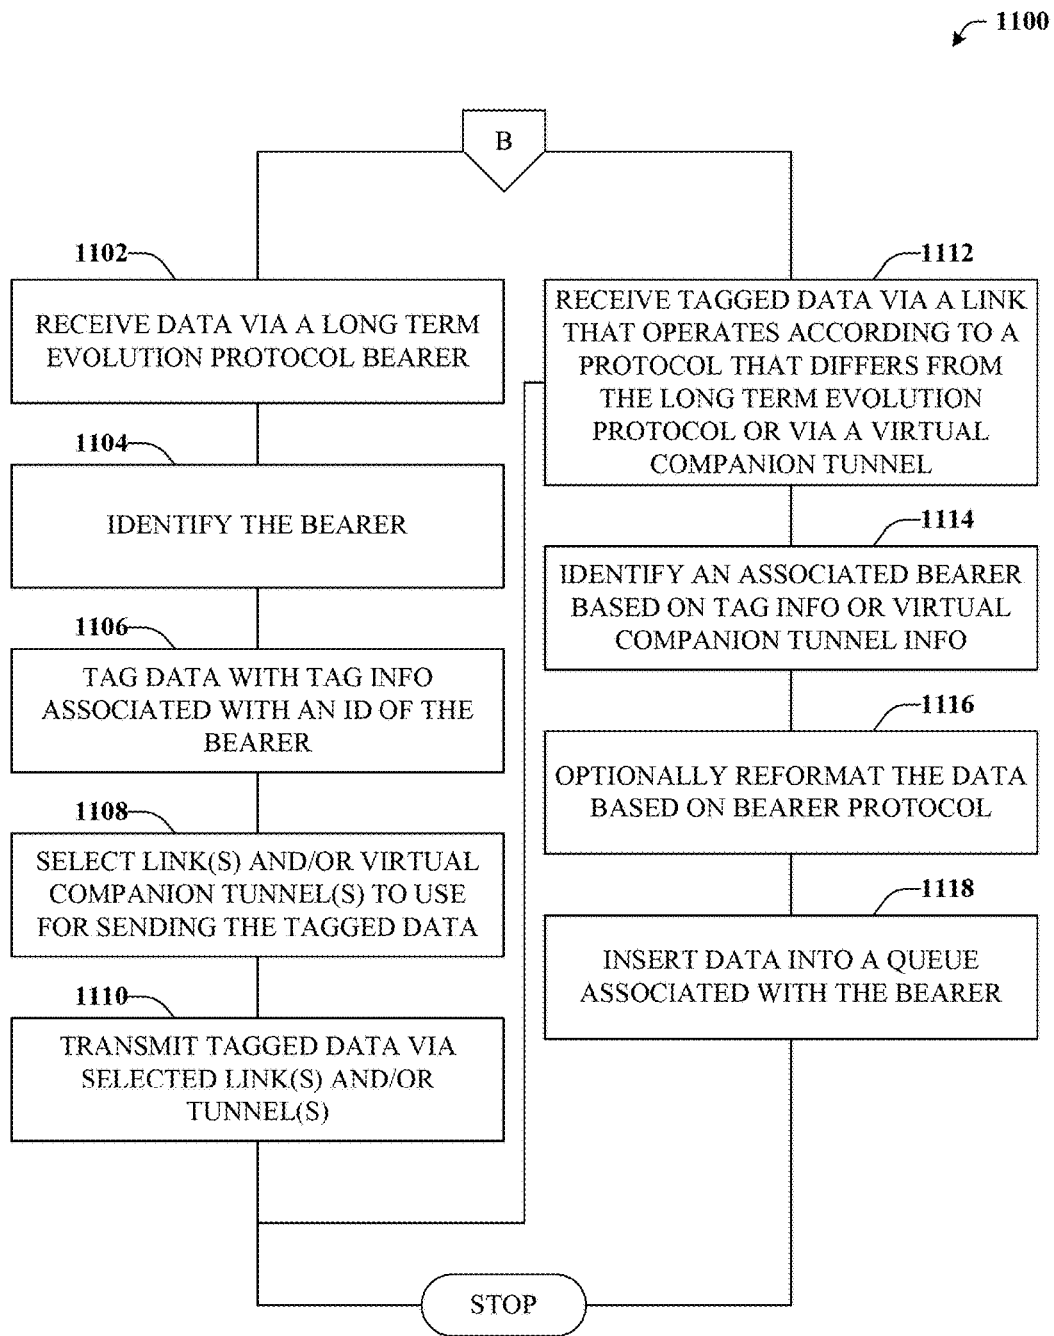 1100
B
1102
RECEIVE DATA VIA A LONG TERM
EVOLUTION PROTOCOL BEARER
1104
IDENTIFY THE BEARER
1106
TAG DATA WITH TAG INFO
ASSOCIATED WITH AN ID OF THE
BEARER
1108
SELECT LINK(S) AND/OR VIRTUAL
COMPANION TUNNEL(S) TO USE
FOR SENDING THE TAGGED DATA
1110
TRANSMIT TAGGED DATA VIA
SELECTED LINK(S) AND/OR
TUNNEL(S)
1112
RECEIVE TAGGED DATA VIA A LINK
THAT OPERATES ACCORDING TO A
PROTOCOL THAT DIFFERS FROM
THE LONG TERM EVOLUTION
PROTOCOL OR VIA A VIRTUAL
COMPANION TUNNEL
1114
IDENTIFY AN ASSOCIATED BEARER
BASED ON TAG INFO OR VIRTUAL
COMPANION TUNNEL INFO
1116
OPTIONALLY REFORMAT THE DATA
BASED ON BEARER PROTOCOL
1118
INSERT DATA INTO A QUEUE
ASSOCIATED WITH THE BEARER
STOP